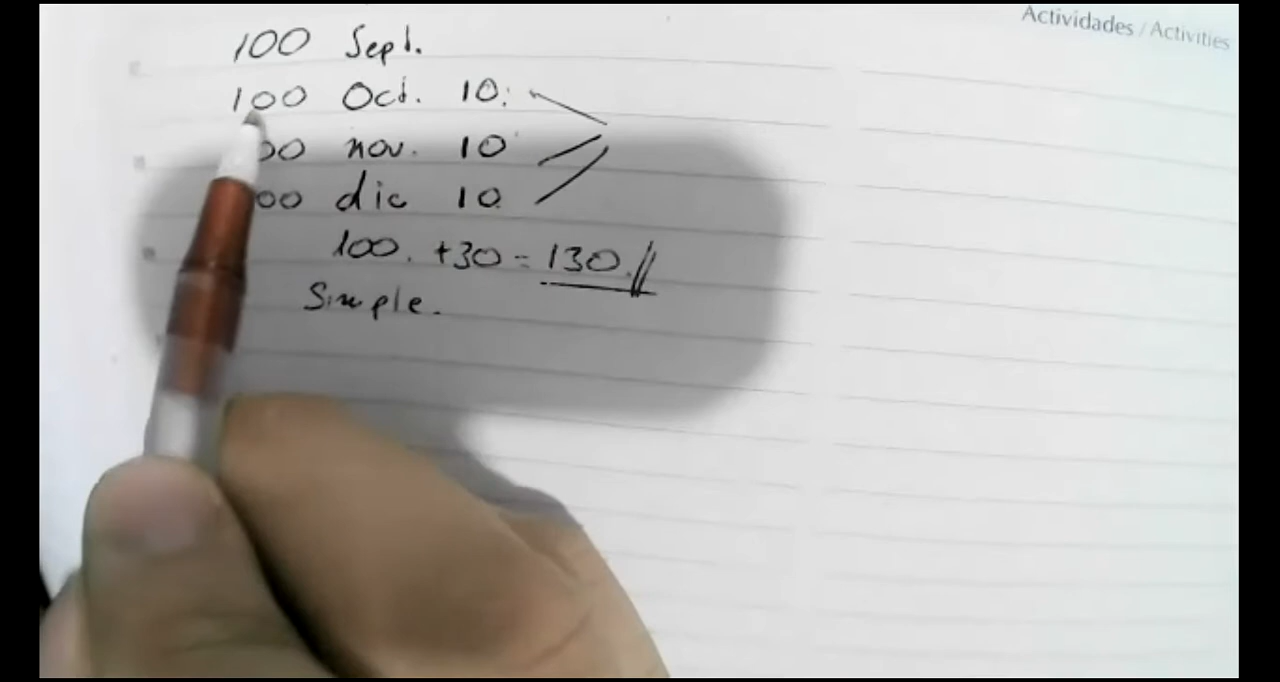 Actividades / Activities
100 Sept.
100 Oct. 10.
00 nov. 10
00 dic 10
100. +30 = 130.//
Simple.